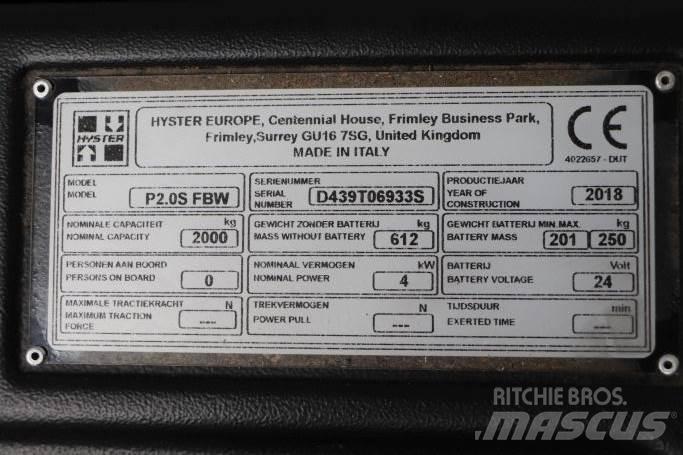 HYSTER
HYSTER EUROPE, Centennial House, Frimley Business Park,
Frimley,Surrey GU16 7SG, United Kingdom
MADE IN ITALY
CE
4022657 - DUT
MODEL
MODEL
P2.0S FBW
SERIENUMMER
SERIAL
NUMBER
D439T06933S
PRODUCTIEJAAR
YEAR OF
CONSTRUCTION
2018
NOMINALE CAPACITEIT kg
NOMINAL CAPACITY 2000
GEWICHT ZONDER BATTERIJ kg
MASS WITHOUT BATTERY 612
GEWICHT BATTERIJ MIN.MAX. kg
BATTERY MASS 201 250
PERSONEN AAN BOORD
PERSONS ON BOARD 0
NOMINAAL VERMOGEN kW
NOMINAL POWER 4
BATTERIJ Volt
BATTERY VOLTAGE 24
MAXIMALE TRACTIEKRACHT N
MAXIMUM TRACTION
FORCE ---
TREKVERMOGEN N
POWER PULL ---
TIJDSDUUR min
EXERTED TIME ---
RITCHIE BROS.
MASCUS